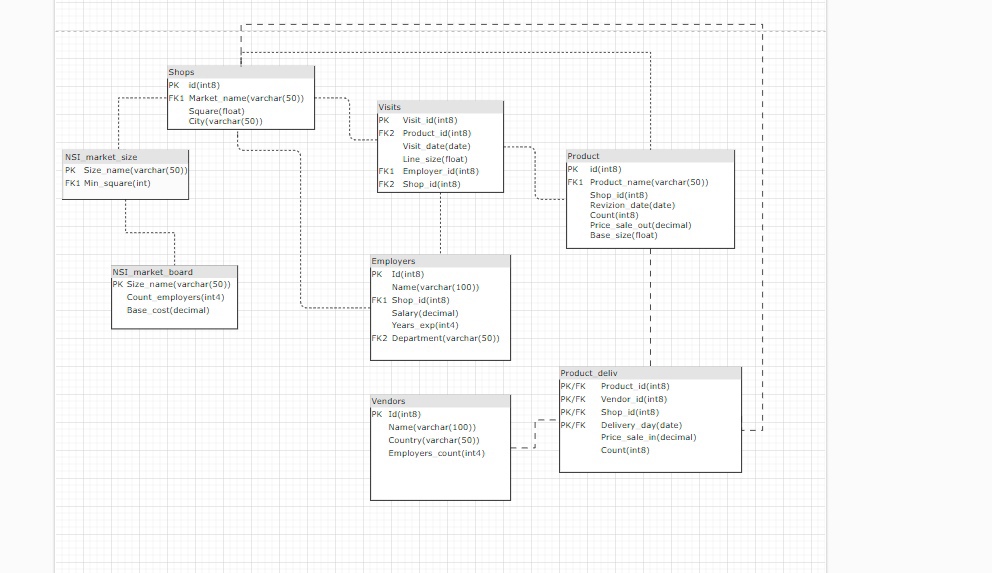 Shops
PK id(int8)
FK1 Market_name(varchar(50))
Square(float)
City(varchar(50))
Visits
PK Visit_id(int8)
FK2 Product_id(int8)
Visit_date(date)
Line_size(float)
FK1 Employer_id(int8)
FK2 Shop_id(int8)
NSI_market_size
PK Size_name(varchar(50))
FK1 Min_square(int)
Product
PK id(int8)
FK1 Product_name(varchar(50))
Shop_id(int8)
Revizion_date(date)
Count(int8)
Price_sale_out(decimal)
Base_size(float)
NSI_market_board
PK Size_name(varchar(50))
Count_employers(int4)
Base_cost(decimal)
Employers
PK Id(int8)
Name(varchar(100))
FK1 Shop_id(int8)
Salary(decimal)
Years_exp(int4)
FK2 Department(varchar(50))
Product_deliv
PK/FK Product_id(int8)
PK/FK Vendor_id(int8)
PK/FK Shop_id(int8)
PK/FK Delivery_day(date)
Price_sale_in(decimal)
Count(int8)
Vendors
PK Id(int8)
Name(varchar(100))
Country(varchar(50))
Employers_count(int4)